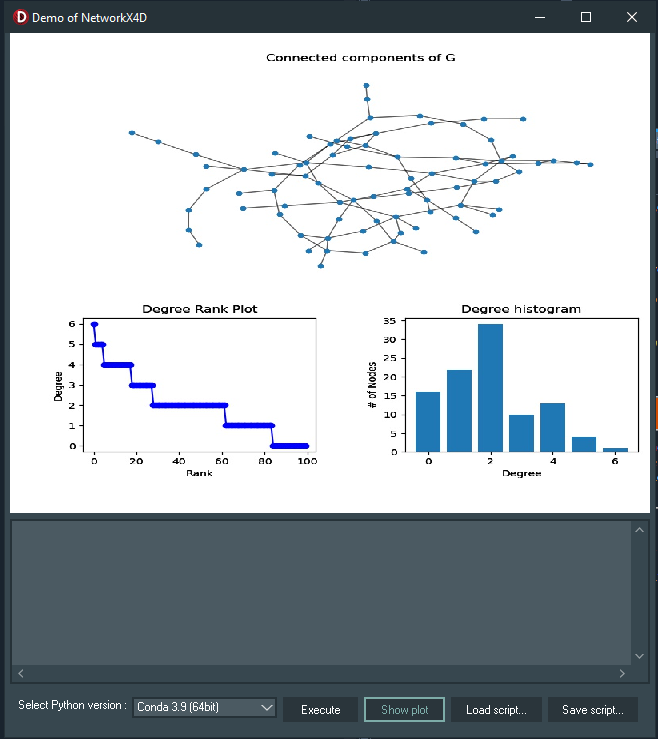 Demo of NetworkX4D
Connected components of G
Degree Rank Plot
6
5
4
3
2
1
0
Degree
0 20 40 60 80 100
Rank
Degree histogram
35
30
25
20
15
10
5
0
# of Nodes
0 2 4 6
Degree
Select Python version : Conda 3.9 (64bit) Execute Show plot Load script... Save script...